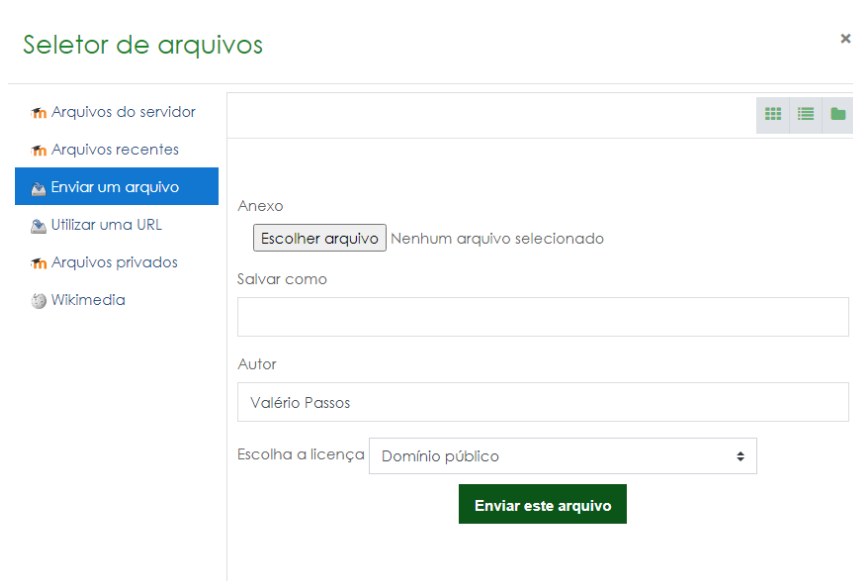 Seletor de arquivos
×
Arquivos do servidor
Arquivos recentes
Enviar um arquivo
Utilizar uma URL
Arquivos privados
Wikimedia
Anexo
Escolher arquivo Nenhum arquivo selecionado
Salvar como
Autor
Valério Passos
Escolha a licença Domínio público
Enviar este arquivo